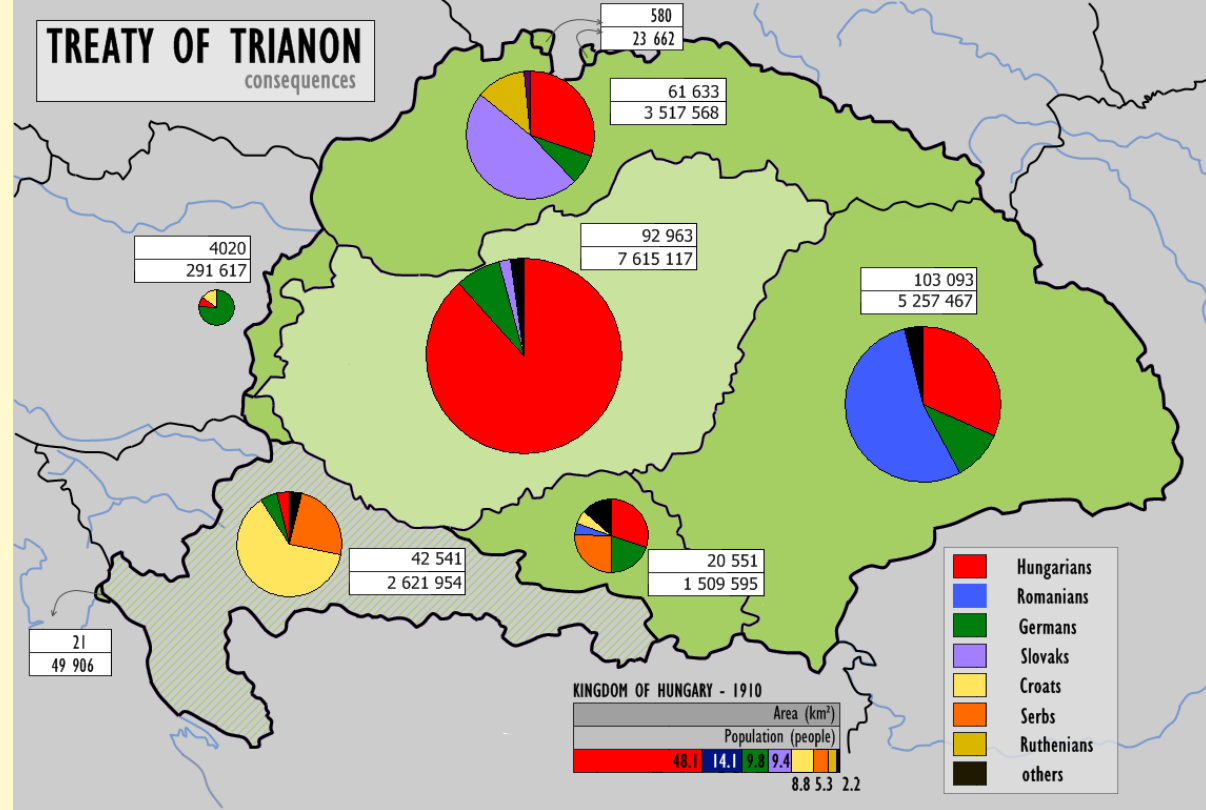 TREATY OF TRIANON
consequences
580
23 662
61 633
3 517 568
4020
291 617
92 963
7 615 117
103 093
5 257 467
42 541
2 621 954
20 551
1 509 595
21
49 906
KINGDOM OF HUNGARY - 1910
Area (km²)
Population (people)
48.1 14.1 9.8 9.4
8.8 5.3 2.2
Hungarians
Romanians
Germans
Slovaks
Croats
Serbs
Ruthenians
others